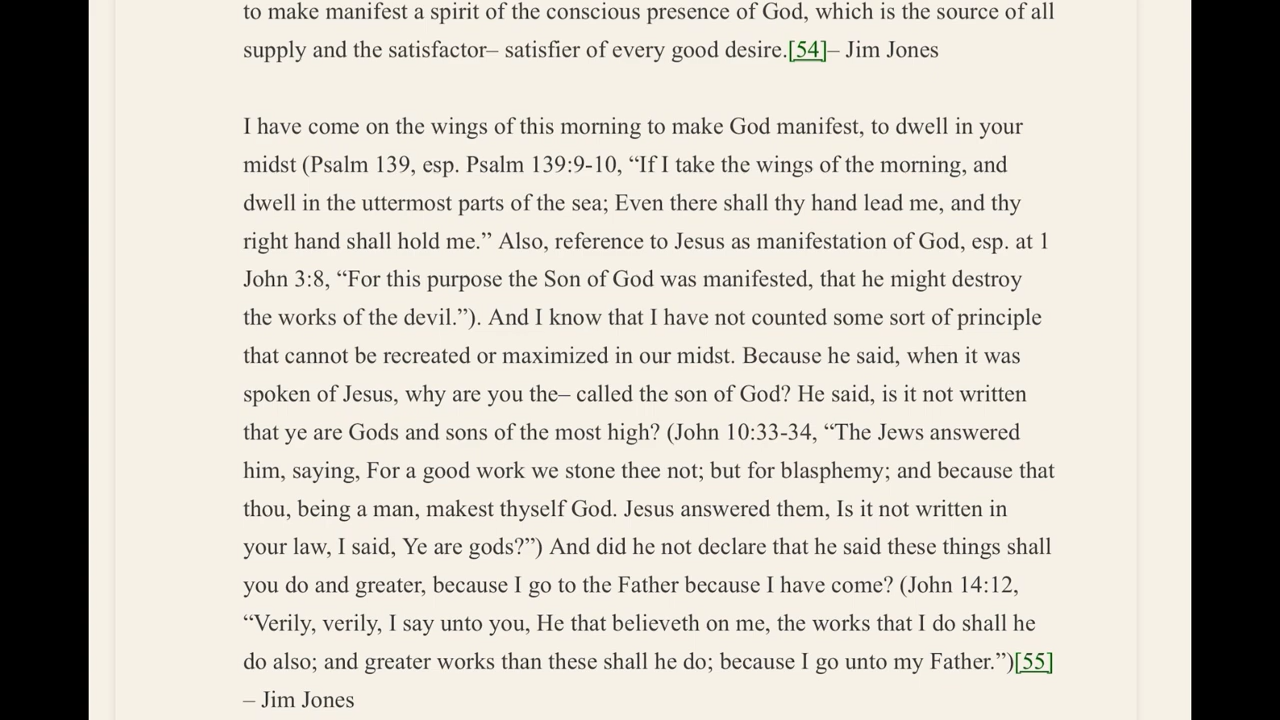 to make manifest a spirit of the conscious presence of God, which is the source of all
supply and the satisfactor– satisfier of every good desire.[54]– Jim Jones
I have come on the wings of this morning to make God manifest, to dwell in your
midst (Psalm 139, esp. Psalm 139:9-10, “If I take the wings of the morning, and
dwell in the uttermost parts of the sea; Even there shall thy hand lead me, and thy
right hand shall hold me.” Also, reference to Jesus as manifestation of God, esp. at 1
John 3:8, “For this purpose the Son of God was manifested, that he might destroy
the works of the devil.”). And I know that I have not counted some sort of principle
that cannot be recreated or maximized in our midst. Because he said, when it was
spoken of Jesus, why are you the– called the son of God? He said, is it not written
that ye are Gods and sons of the most high? (John 10:33-34, “The Jews answered
him, saying, For a good work we stone thee not; but for blasphemy; and because that
thou, being a man, makest thyself God. Jesus answered them, Is it not written in
your law, I said, Ye are gods?”) And did he not declare that he said these things shall
you do and greater, because I go to the Father because I have come? (John 14:12,
“Verily, verily, I say unto you, He that believeth on me, the works that I do shall he
do also; and greater works than these shall he do; because I go unto my Father.”)[55]
– Jim Jones